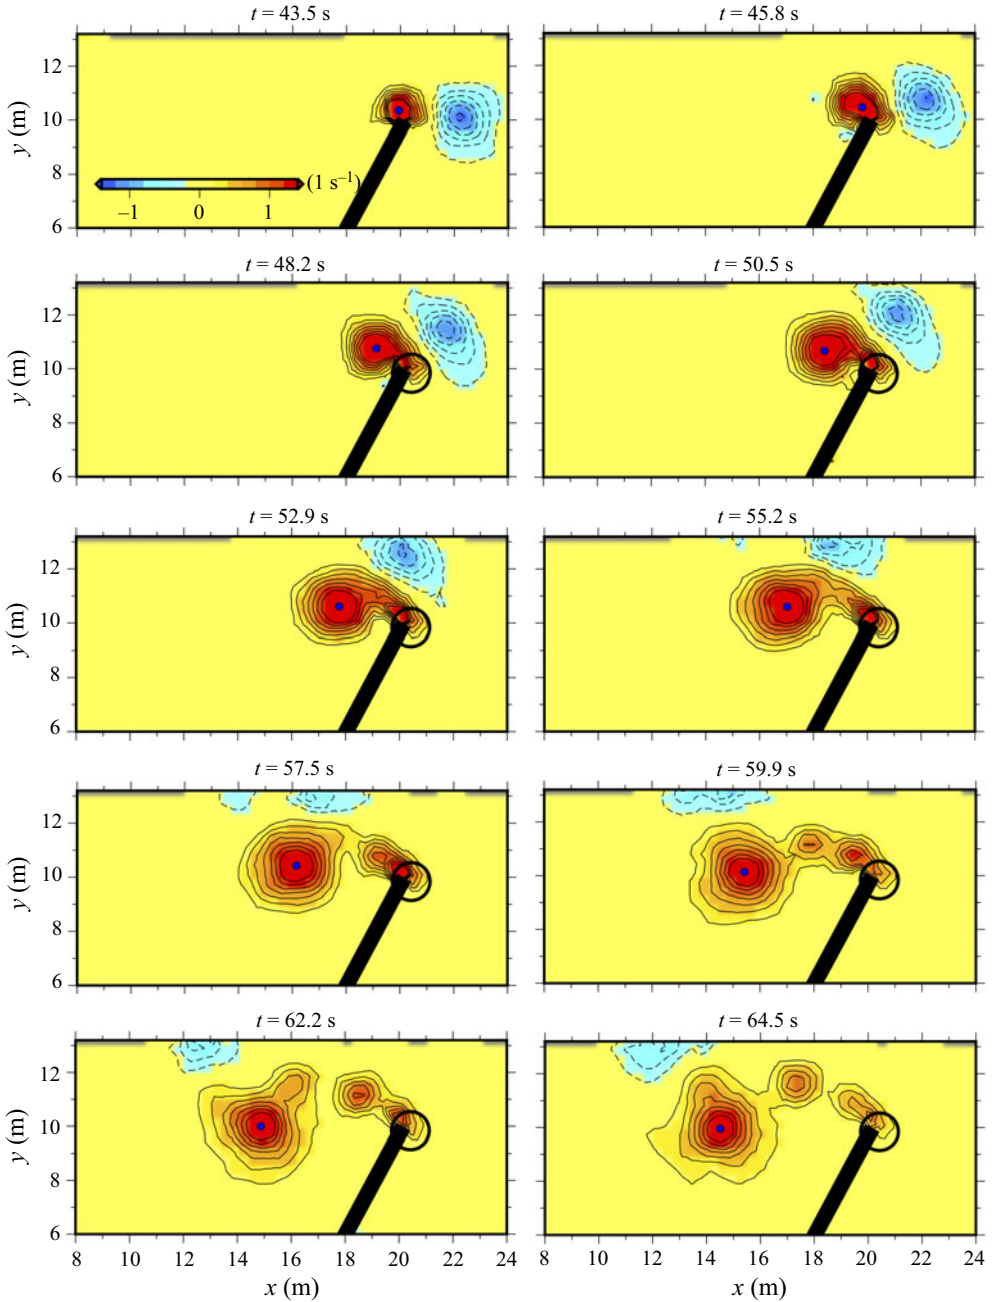 t = 43.5 s
t = 45.8 s
12
10
8
6
y (m)
(1 s⁻¹)
–1 0 1
t = 48.2 s
t = 50.5 s
12
10
8
6
y (m)
t = 52.9 s
t = 55.2 s
12
10
8
6
y (m)
t = 57.5 s
t = 59.9 s
12
10
8
6
y (m)
t = 62.2 s
t = 64.5 s
12
10
8
6
y (m)
8 10 12 14 16 18 20 22 24
8 10 12 14 16 18 20 22 24
x (m)
x (m)